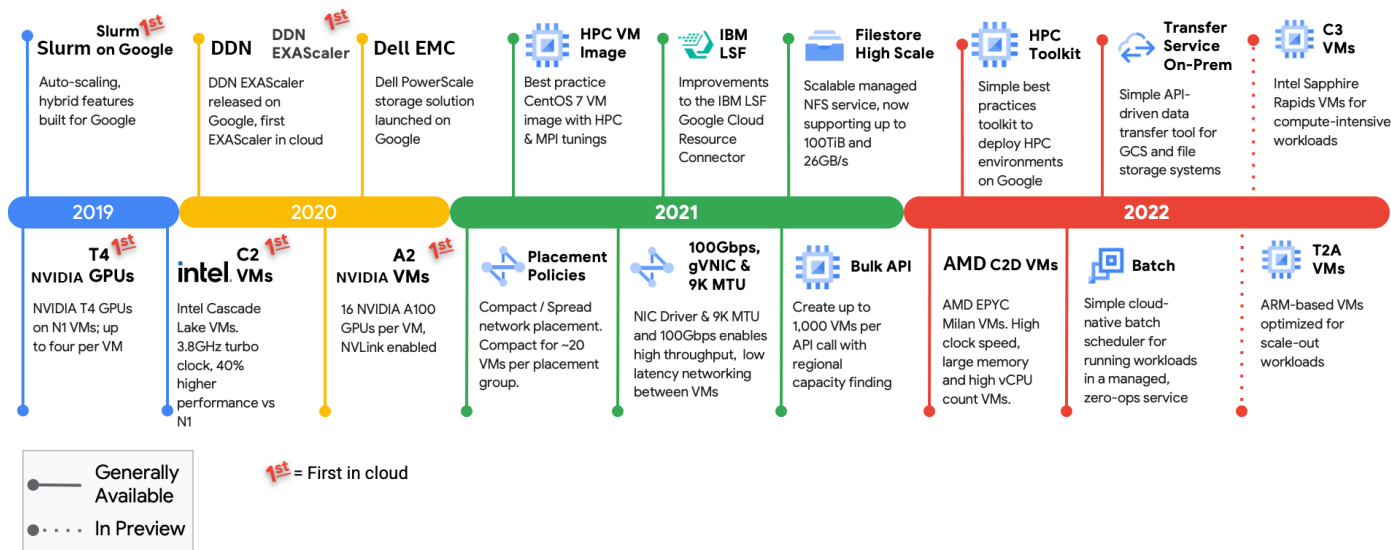 Slurm 1st
Slurm on Google
Auto-scaling,
hybrid features
built for Google
DDN
DDN 1st
EXAScaler
DDN EXAScaler
released on
Google, first
EXAScaler in cloud
Dell EMC
Dell PowerScale
storage solution
launched on
Google
HPC VM
Image
Best practice
CentOS 7 VM
image with HPC
& MPI tunings
IBM
LSF
Improvements
to the IBM LSF
Google Cloud
Resource
Connector
Filestore
High Scale
Scalable managed
NFS service, now
supporting up to
100TiB and
26GB/s
HPC
Toolkit
Simple best
practices
toolkit to
deploy HPC
environments
on Google
Transfer
Service
On-Prem
Simple API-
driven data
transfer tool for
GCS and file
storage systems
C3
VMs
Intel Sapphire
Rapids VMs for
compute-intensive
workloads
2019
2020
2021
2022
T4 1st
NVIDIA GPUs
NVIDIA T4 GPUs
on N1 VMs; up
to four per VM
intel.
C2 1st
VMs
Intel Cascade
Lake VMs.
3.8GHz turbo
clock, 40%
higher
performance vs
N1
A2 1st
NVIDIA VMs
16 NVIDIA A100
GPUs per VM,
NVLink enabled
Placement
Policies
Compact / Spread
network placement.
Compact for ~20
VMs per placement
group.
100Gbps,
gVNIC &
9K MTU
NIC Driver & 9K MTU
and 100Gbps enables
high throughput, low
latency networking
between VMs
Bulk API
Create up to
1,000 VMs per
API call with
regional
capacity finding
AMD C2D VMs
AMD EPYC
Milan VMs. High
clock speed,
large memory
and high vCPU
count VMs.
Batch
Simple cloud-
native batch
scheduler for
running workloads
in a managed,
zero-ops service
T2A
VMs
ARM-based VMs
optimized for
scale-out
workloads
Generally
Available
In Preview
1st = First in cloud